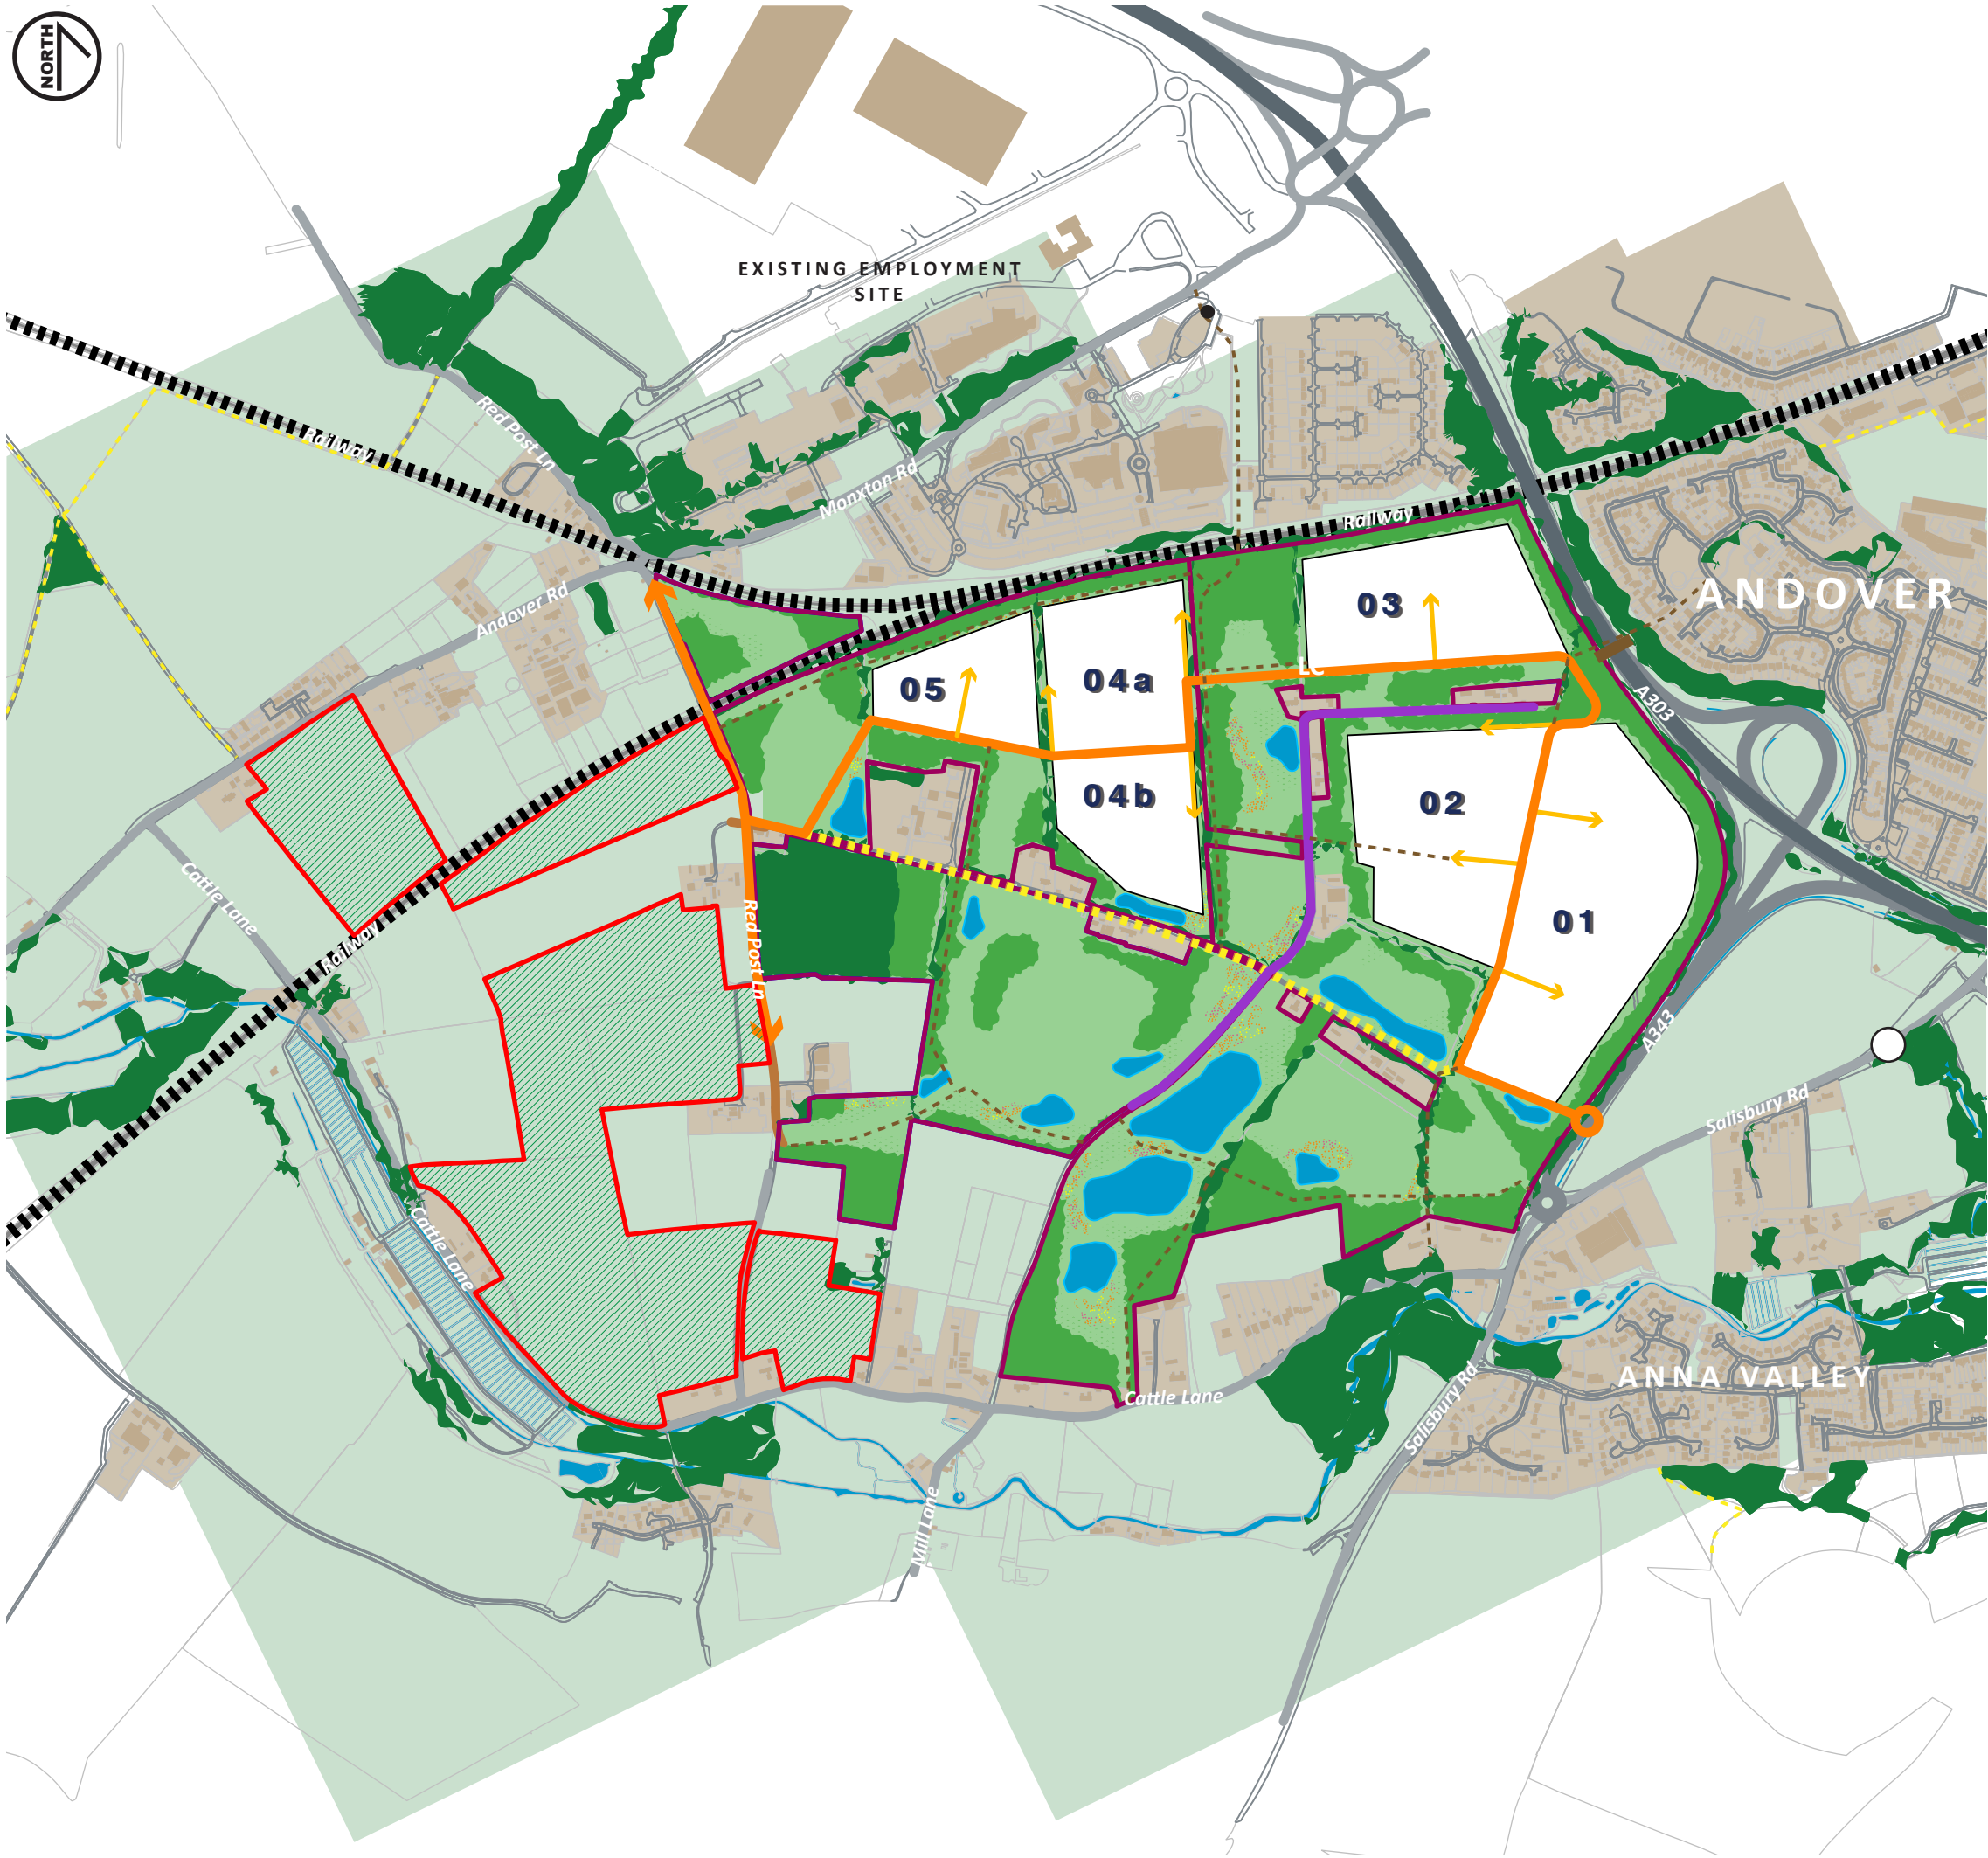 NORTH
EXISTING EMPLOYMENT
SITE
Red Post Ln
Railway
Monxton Rd
Railway
Andover Rd
ANDOVER
03
04a
05
LC
A303
04b
02
Cattle Lane
Railway
Red Post Ln
01
A343
Salisbury Rd
Cattle Lane
ANNA VALLEY
Cattle Lane
Salisbury Rd
Mill Lane